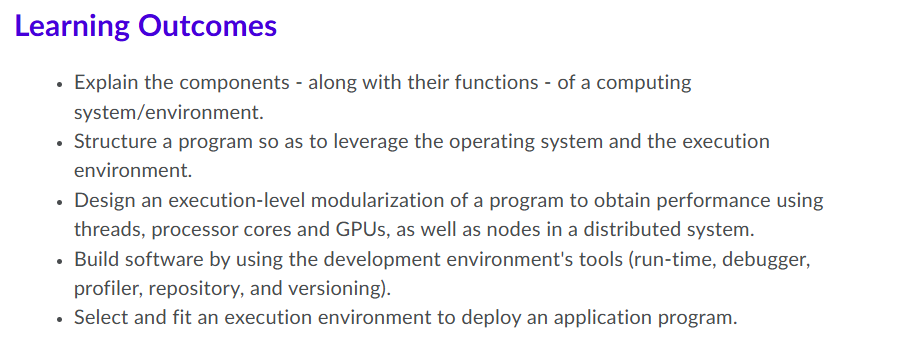 Learning Outcomes
• Explain the components - along with their functions - of a computing
system/environment.
• Structure a program so as to leverage the operating system and the execution
environment.
• Design an execution-level modularization of a program to obtain performance using
threads, processor cores and GPUs, as well as nodes in a distributed system.
• Build software by using the development environment's tools (run-time, debugger,
profiler, repository, and versioning).
• Select and fit an execution environment to deploy an application program.